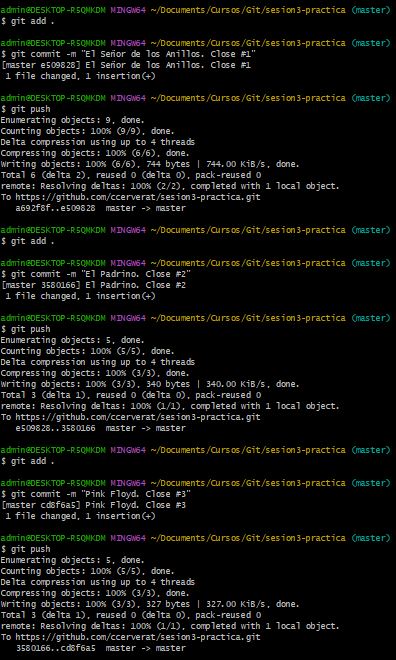 admin@DESKTOP-R5QMKDM MINGW64 ~/Documents/Cursos/Git/sesion3-practica (master)
$ git add .
admin@DESKTOP-R5QMKDM MINGW64 ~/Documents/Cursos/Git/sesion3-practica (master)
$ git commit -m "El Señor de los Anillos. Close #1"
[master e509828] El Señor de los Anillos. Close #1
1 file changed, 1 insertion(+)
admin@DESKTOP-R5QMKDM MINGW64 ~/Documents/Cursos/Git/sesion3-practica (master)
$ git push
Enumerating objects: 9, done.
Counting objects: 100% (9/9), done.
Delta compression using up to 4 threads
Compressing objects: 100% (6/6), done.
Writing objects: 100% (6/6), 744 bytes | 744.00 KiB/s, done.
Total 6 (delta 2), reused 0 (delta 0), pack-reused 0
remote: Resolving deltas: 100% (2/2), completed with 1 local object.
To https://github.com/ccerverat/sesion3-practica.git
a692f8f..e509828  master -> master
admin@DESKTOP-R5QMKDM MINGW64 ~/Documents/Cursos/Git/sesion3-practica (master)
$ git add .
admin@DESKTOP-R5QMKDM MINGW64 ~/Documents/Cursos/Git/sesion3-practica (master)
$ git commit -m "El Padrino. Close #2"
[master 3580166] El Padrino. Close #2
1 file changed, 1 insertion(+)
admin@DESKTOP-R5QMKDM MINGW64 ~/Documents/Cursos/Git/sesion3-practica (master)
$ git push
Enumerating objects: 5, done.
Counting objects: 100% (5/5), done.
Delta compression using up to 4 threads
Compressing objects: 100% (3/3), done.
Writing objects: 100% (3/3), 340 bytes | 340.00 KiB/s, done.
Total 3 (delta 1), reused 0 (delta 0), pack-reused 0
remote: Resolving deltas: 100% (1/1), completed with 1 local object.
To https://github.com/ccerverat/sesion3-practica.git
e509828..3580166  master -> master
admin@DESKTOP-R5QMKDM MINGW64 ~/Documents/Cursos/Git/sesion3-practica (master)
$ git add .
admin@DESKTOP-R5QMKDM MINGW64 ~/Documents/Cursos/Git/sesion3-practica (master)
$ git commit -m "Pink Floyd. Close #3"
[master cd8f6a5] Pink Floyd. Close #3
1 file changed, 1 insertion(+)
admin@DESKTOP-R5QMKDM MINGW64 ~/Documents/Cursos/Git/sesion3-practica (master)
$ git push
Enumerating objects: 5, done.
Counting objects: 100% (5/5), done.
Delta compression using up to 4 threads
Compressing objects: 100% (3/3), done.
Writing objects: 100% (3/3), 327 bytes | 327.00 KiB/s, done.
Total 3 (delta 1), reused 0 (delta 0), pack-reused 0
remote: Resolving deltas: 100% (1/1), completed with 1 local object.
To https://github.com/ccerverat/sesion3-practica.git
3580166..cd8f6a5  master -> master